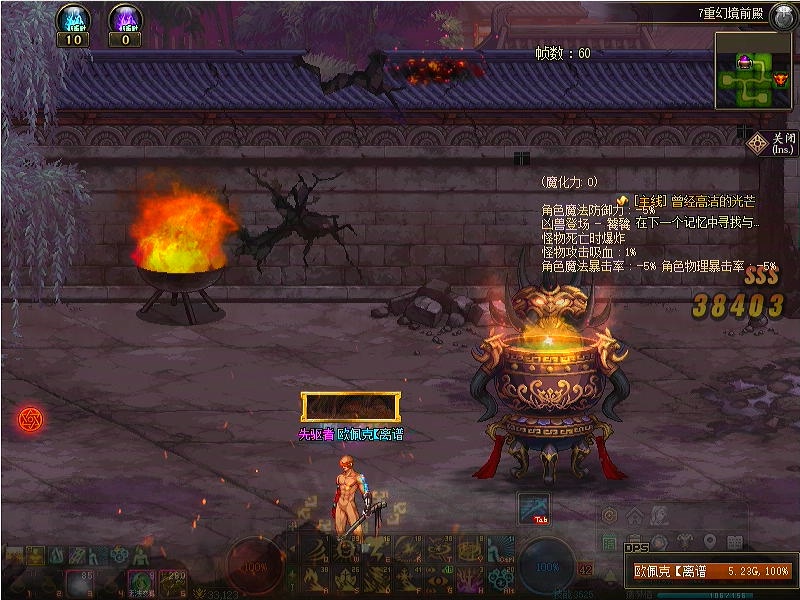 10
0
7重幻境前殿
帧数：60
关闭
(Ins.)
(魔化力: 0)
[主线] 曾经高洁的光芒
角色魔法防御力：-5%
凶兽登场 - 饕餮 在下一个记忆中寻找与...
怪物死亡时爆炸
怪物攻击吸血：1%
角色魔法暴击率：-5% 角色物理暴击率：-5%
SSS
38403
先驱者 欧佩克【离谱
Tab
DPS
欧佩克【离谱 5.23G, 100%
100%
100%
42